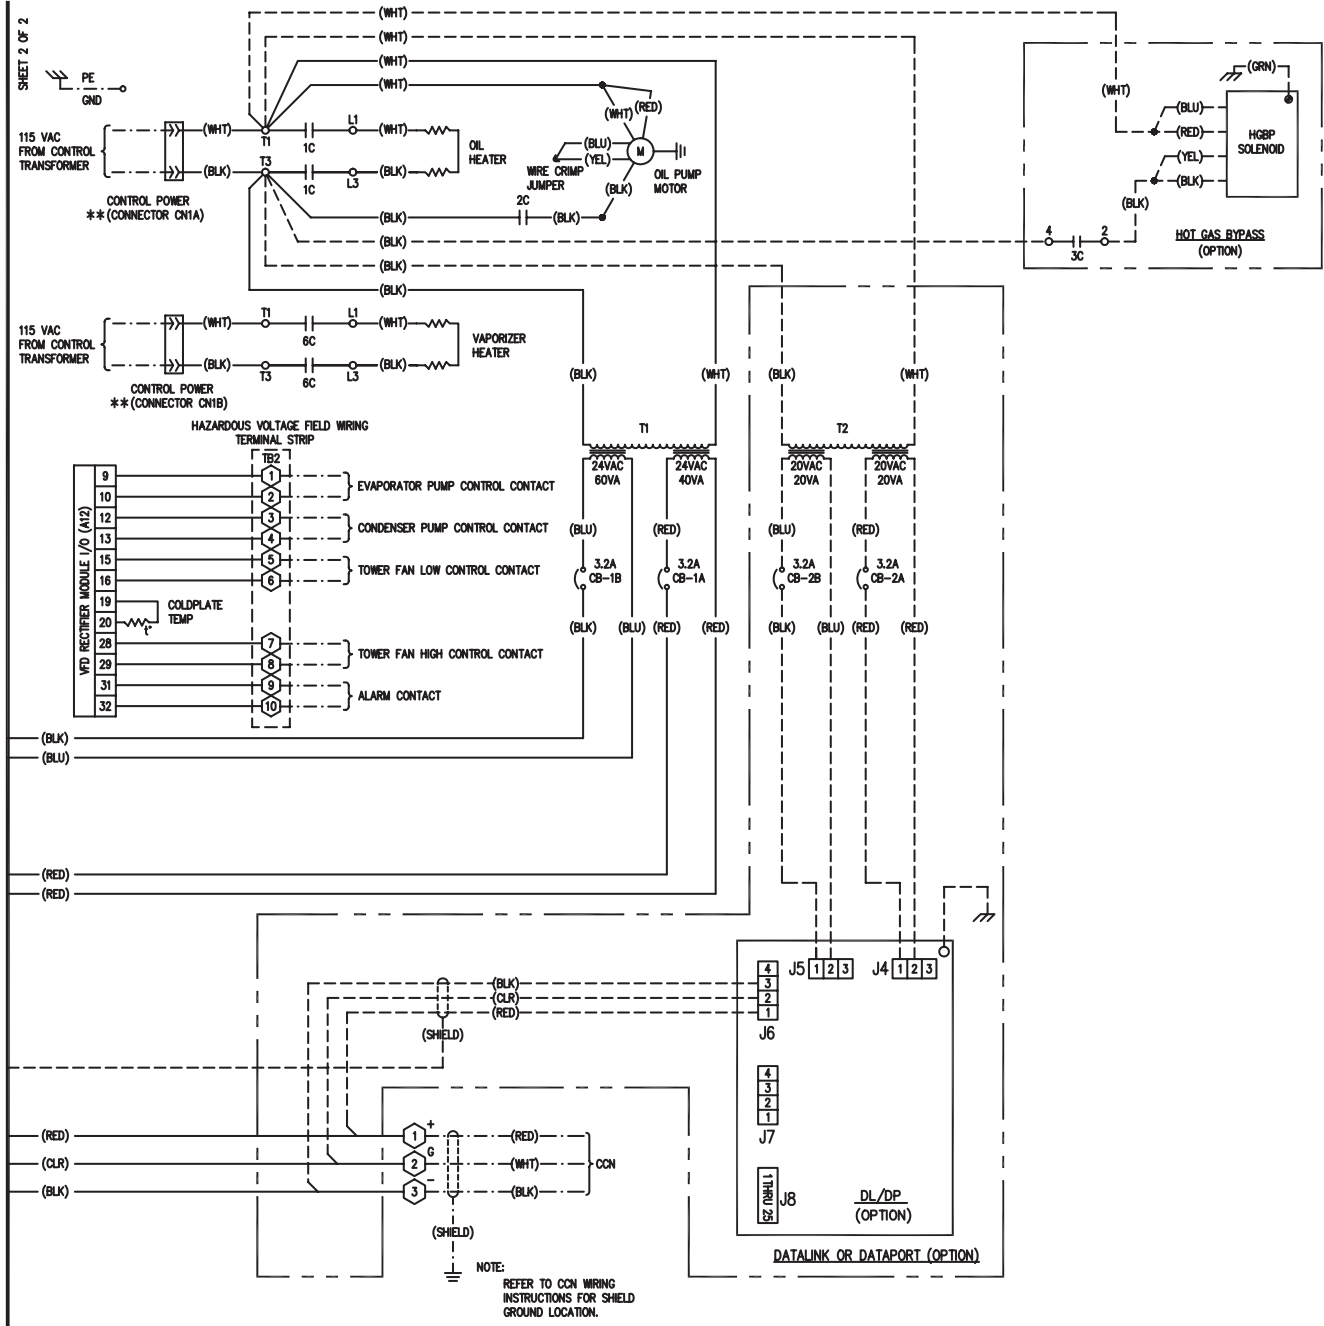 SHEET 2 OF 2
(WHT)
(WHT)
(WHT)
(WHT)
PE
GND
115 VAC
FROM CONTROL
TRANSFORMER
(WHT)
T1
1C
L1
(WHT)
OIL
HEATER
(BLK)
T3
1C
L3
(BLK)
CONTROL POWER
**(CONNECTOR CN1A)
(WHT)
(RED)
(BLU)
(YEL)
M
WIRE CRIMP
JUMPER
OIL PUMP
MOTOR
(BLK)
2C
(BLK)
(BLK)
(BLK)
(BLK)
(BLK)
(GRN)
(WHT)
(BLU)
(RED)
(YEL)
(BLK)
HGBP
SOLENOID
(BLK)
4
3C
2
HOT GAS BYPASS
(OPTION)
115 VAC
FROM CONTROL
TRANSFORMER
(WHT)
T1
6C
L1
(WHT)
VAPORIZER
HEATER
(BLK)
T3
6C
L3
(BLK)
CONTROL POWER
**(CONNECTOR CN1B)
(BLK)
(WHT)
(BLK)
(WHT)
T1
T2
24VAC
60VA
24VAC
40VA
20VAC
20VA
20VAC
20VA
(BLU)
(RED)
(BLU)
(RED)
3.2A
CB-1B
3.2A
CB-1A
3.2A
CB-2B
3.2A
CB-2A
(BLK)
(BLU)
(RED)
(RED)
(BLK)
(BLU)
(RED)
(RED)
HAZARDOUS VOLTAGE FIELD WIRING
TERMINAL STRIP
TB2
VFD RECTIFIER MODULE I/O (A12)
9
1
10
2
EVAPORATOR PUMP CONTROL CONTACT
12
3
13
4
CONDENSER PUMP CONTROL CONTACT
15
5
16
6
TOWER FAN LOW CONTROL CONTACT
19
20
t°
COLDPLATE
TEMP
28
7
29
8
TOWER FAN HIGH CONTROL CONTACT
31
9
32
10
ALARM CONTACT
(BLK)
(BLU)
(RED)
(RED)
J5
1 2 3
J4
1 2 3
(BLK)
(CLR)
(RED)
(SHIELD)
4
3
2
1
J6
4
3
2
1
J7
1 THRU 25
J8
DL/DP
(OPTION)
DATALINK OR DATAPORT (OPTION)
(RED)
1
+
(RED)
(CLR)
2
G
(WHT)
CCN
(BLK)
3
-
(BLK)
(SHIELD)
NOTE:
REFER TO CCN WIRING
INSTRUCTIONS FOR SHIELD
GROUND LOCATION.